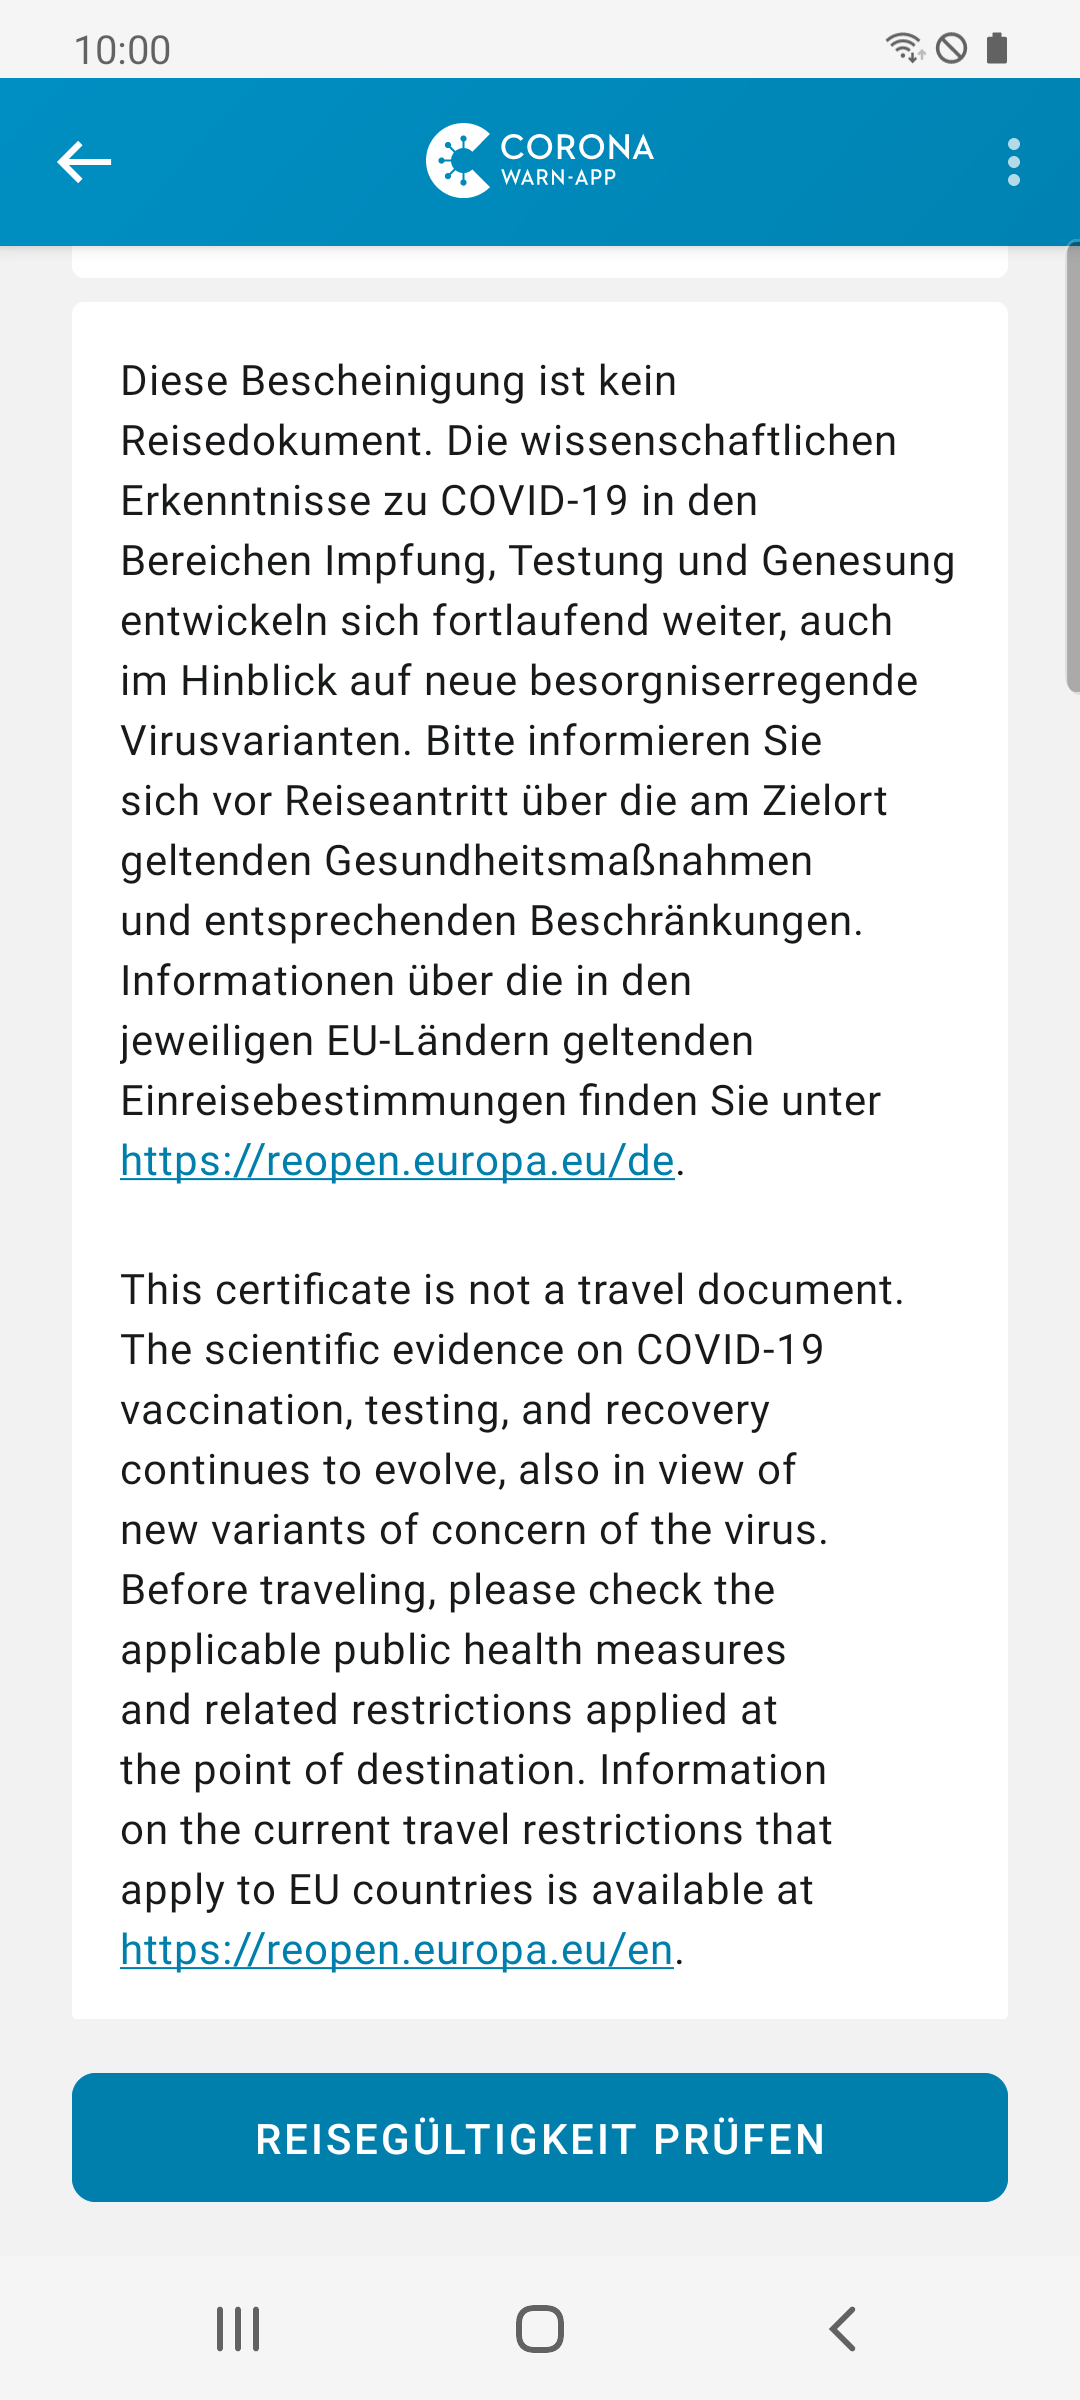 10:00
CORONA
WARN-APP
Diese Bescheinigung ist kein
Reisedokument. Die wissenschaftlichen
Erkenntnisse zu COVID-19 in den
Bereichen Impfung, Testung und Genesung
entwickeln sich fortlaufend weiter, auch
im Hinblick auf neue besorgniserregende
Virusvarianten. Bitte informieren Sie
sich vor Reiseantritt über die am Zielort
geltenden Gesundheitsmaßnahmen
und entsprechenden Beschränkungen.
Informationen über die in den
jeweiligen EU-Ländern geltenden
Einreisebestimmungen finden Sie unter
https://reopen.europa.eu/de.
This certificate is not a travel document.
The scientific evidence on COVID-19
vaccination, testing, and recovery
continues to evolve, also in view of
new variants of concern of the virus.
Before traveling, please check the
applicable public health measures
and related restrictions applied at
the point of destination. Information
on the current travel restrictions that
apply to EU countries is available at
https://reopen.europa.eu/en.
REISEGÜLTIGKEIT PRÜFEN